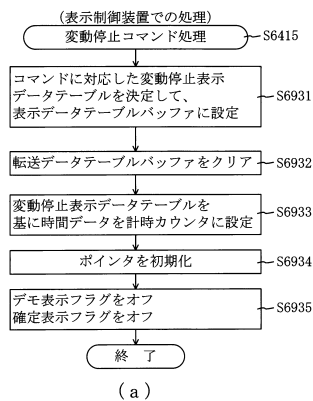 (表示制御装置での処理)
変動停止コマンド処理
S6415
コマンドに対応した変動停止表示
データテーブルを決定して、
表示データテーブルバッファに設定
S6931
転送データテーブルバッファをクリア
S6932
変動停止表示データテーブルを
基に時間データを計時カウンタに設定
S6933
ポインタを初期化
S6934
デモ表示フラグをオフ
確定表示フラグをオフ
S6935
終 了
(a)